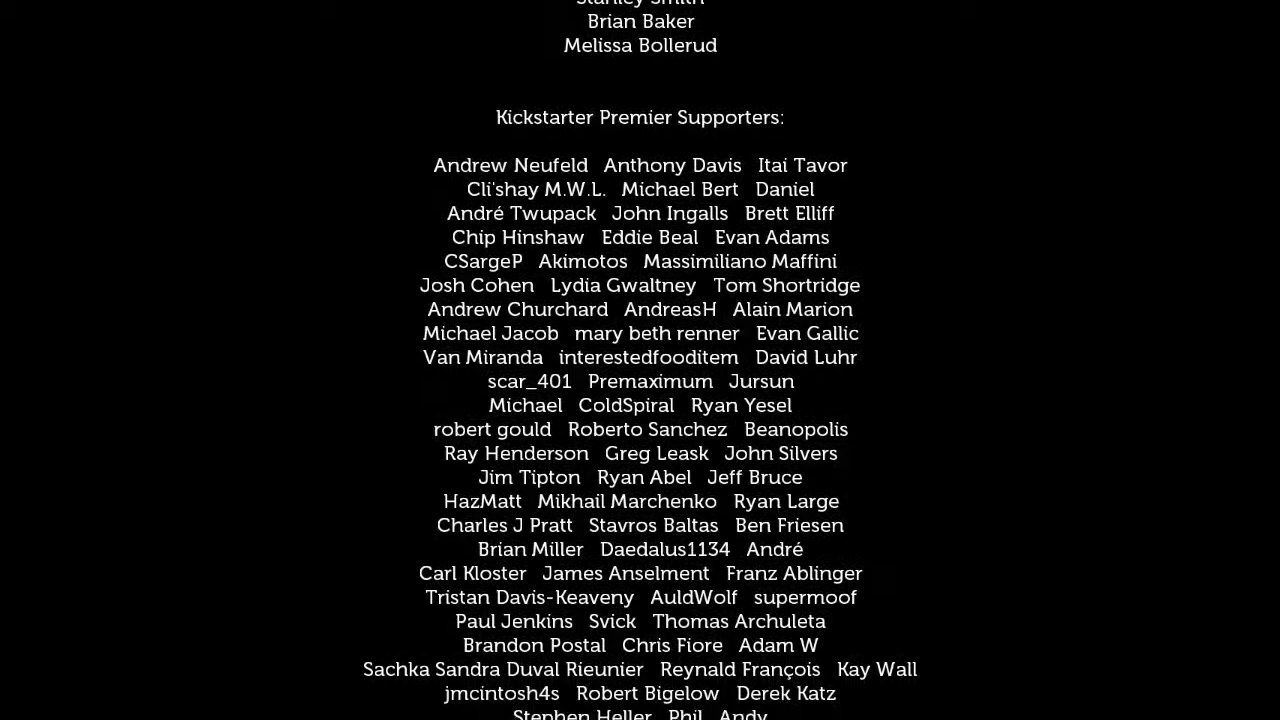 Stanley Smith
Brian Baker
Melissa Bollerud
Kickstarter Premier Supporters:
Andrew Neufeld   Anthony Davis   Itai Tavor
Cli'shay M.W.L.   Michael Bert   Daniel
André Twupack   John Ingalls   Brett Elliff
Chip Hinshaw   Eddie Beal   Evan Adams
CSargeP   Akimotos   Massimiliano Maffini
Josh Cohen   Lydia Gwaltney   Tom Shortridge
Andrew Churchard   AndreasH   Alain Marion
Michael Jacob   mary beth renner   Evan Gallic
Van Miranda   interestedfooditem   David Luhr
scar_401   Premaximum   Jursun
Michael   ColdSpiral   Ryan Yesel
robert gould   Roberto Sanchez   Beanopolis
Ray Henderson   Greg Leask   John Silvers
Jim Tipton   Ryan Abel   Jeff Bruce
HazMatt   Mikhail Marchenko   Ryan Large
Charles J Pratt   Stavros Baltas   Ben Friesen
Brian Miller   Daedalus1134   André
Carl Kloster   James Anselment   Franz Ablinger
Tristan Davis-Keaveny   AuldWolf   supermoof
Paul Jenkins   Svick   Thomas Archuleta
Brandon Postal   Chris Fiore   Adam W
Sachka Sandra Duval Rieunier   Reynald François   Kay Wall
jmcintosh4s   Robert Bigelow   Derek Katz
Stephen Heller   Phil   Andy